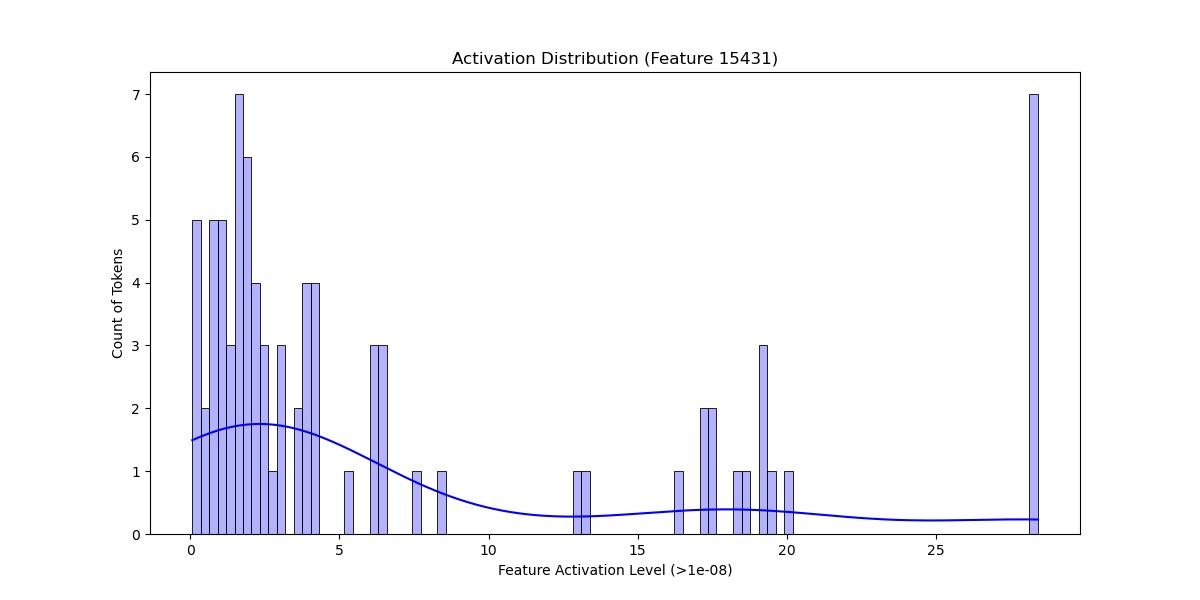 Activation Distribution (Feature 15431)
Count of Tokens
7
6
5
4
3
2
1
0
0 5 10 15 20 25
Feature Activation Level (>1e-08)